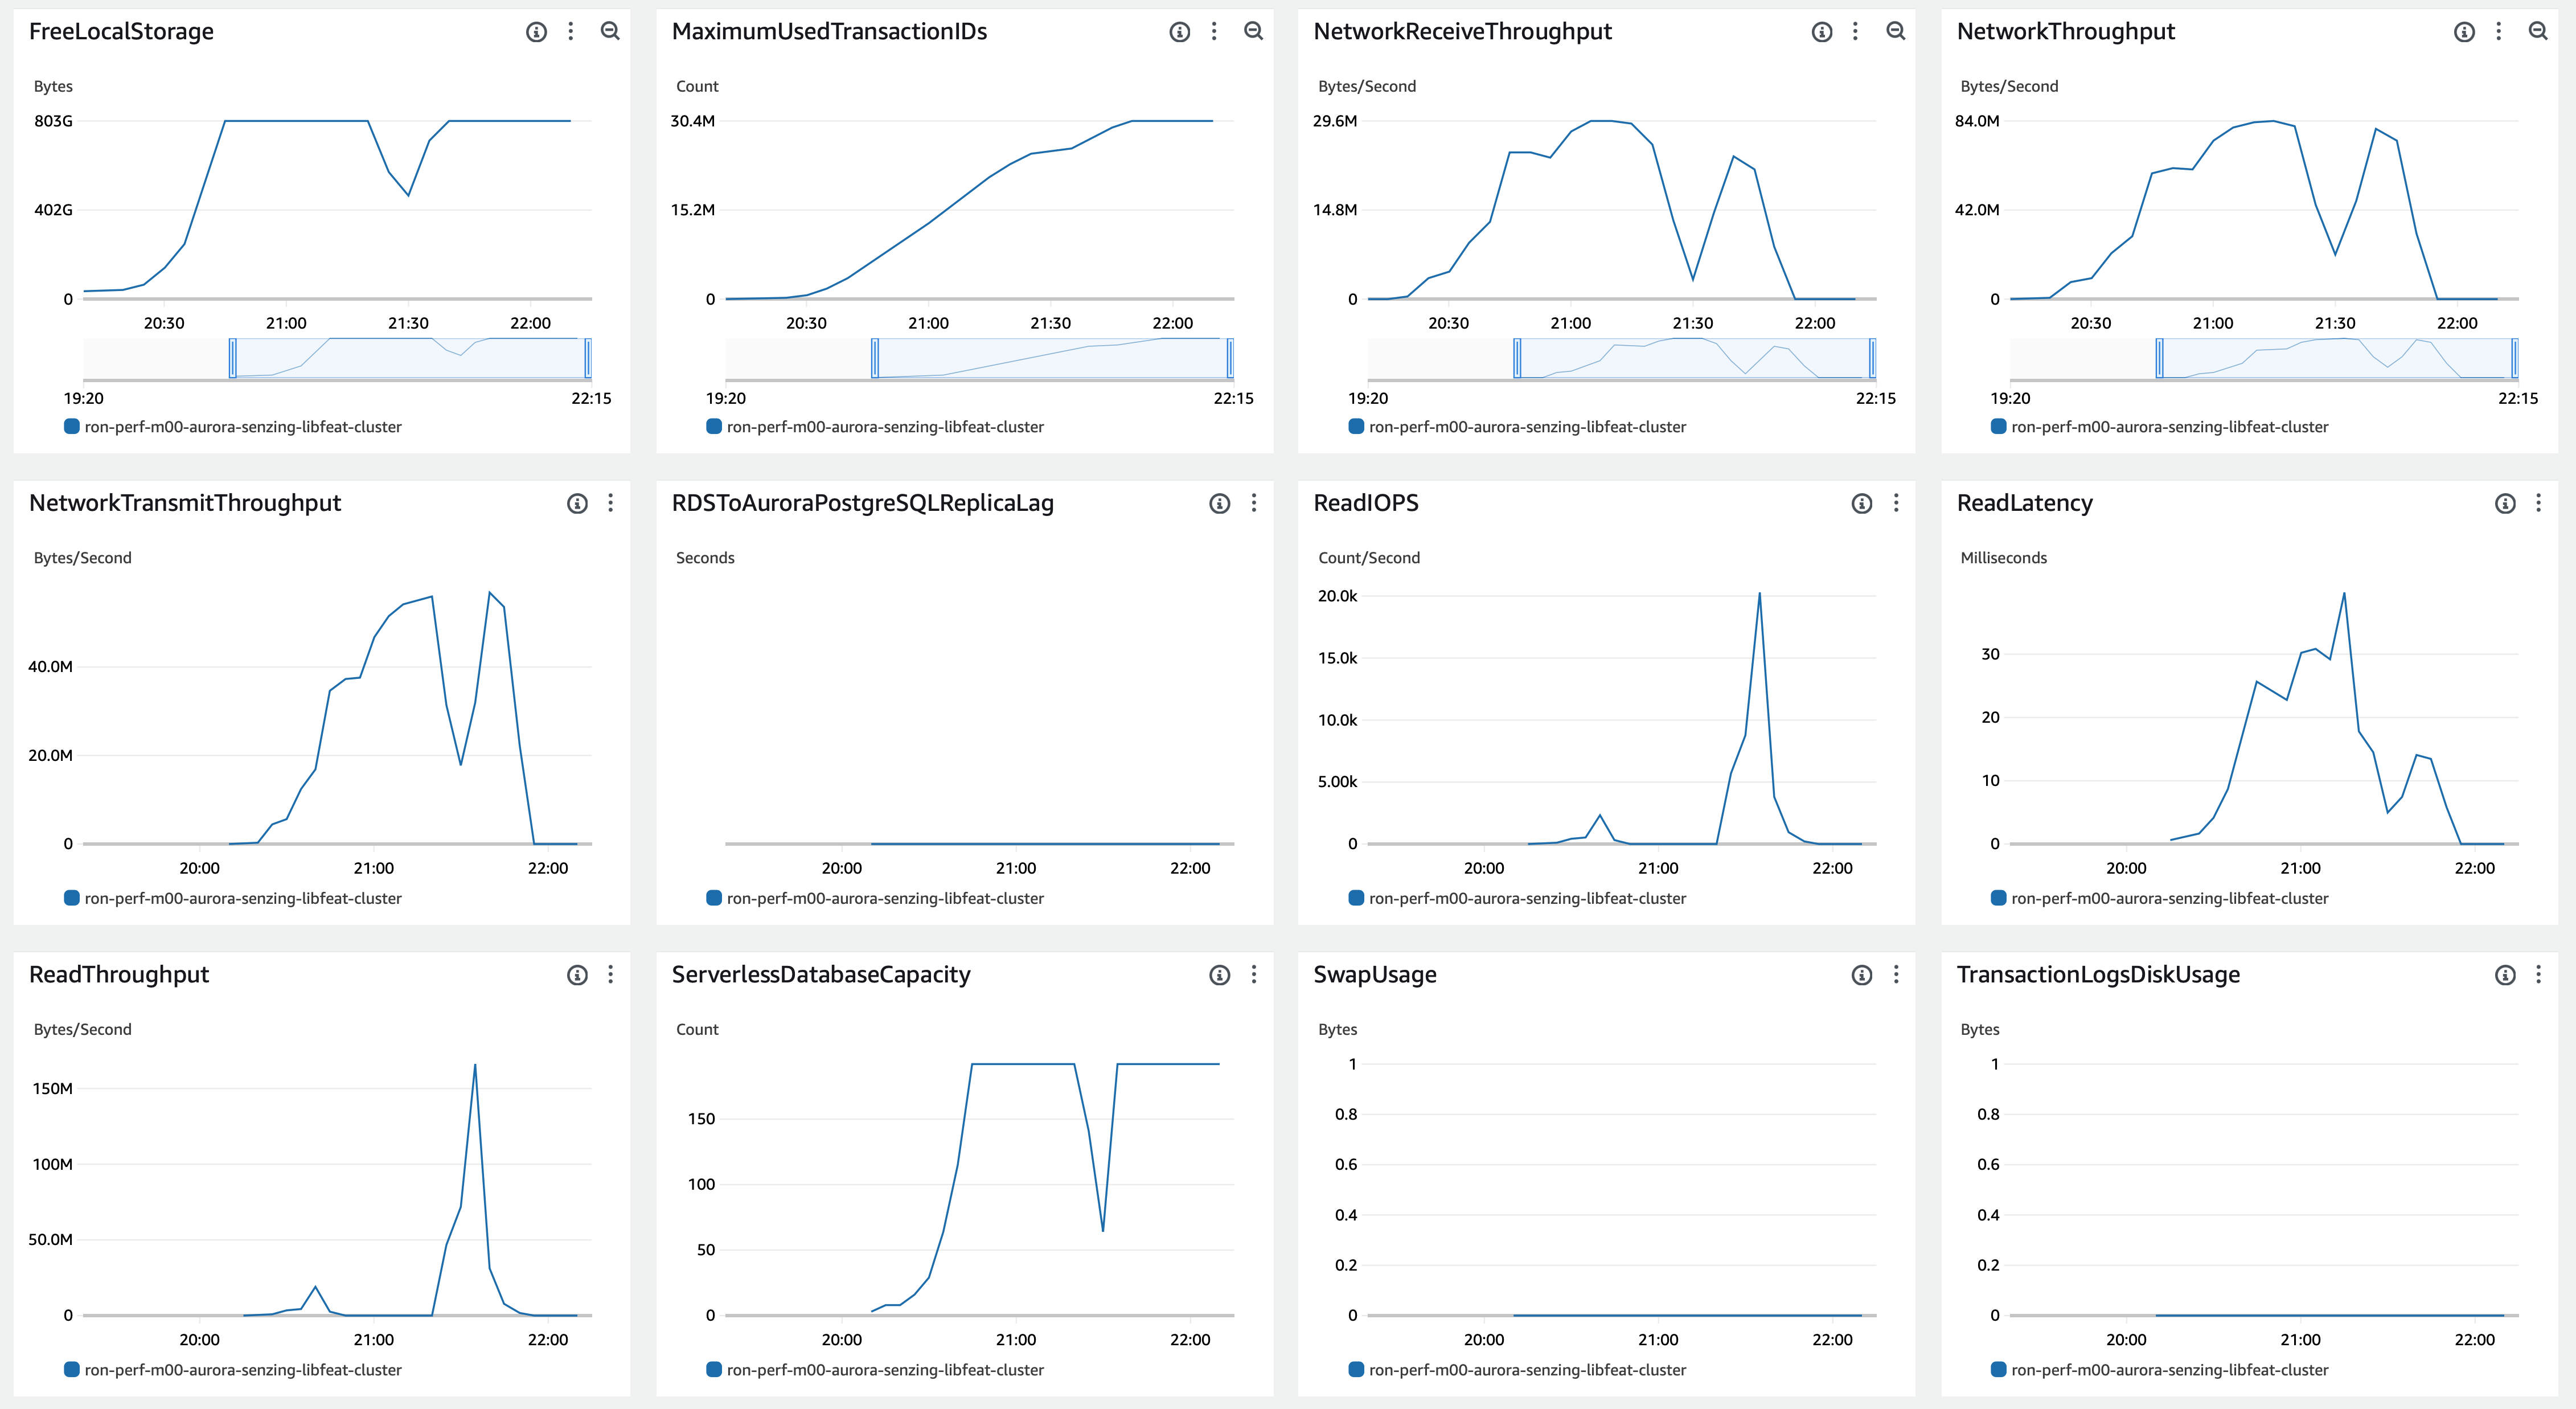 FreeLocalStorage
Bytes
803G
402G
0
20:30 21:00 21:30 22:00
19:20 22:15
ron-perf-m00-aurora-senzing-libfeat-cluster
MaximumUsedTransactionIDs
Count
30.4M
15.2M
0
20:30 21:00 21:30 22:00
19:20 22:15
ron-perf-m00-aurora-senzing-libfeat-cluster
NetworkReceiveThroughput
Bytes/Second
29.6M
14.8M
0
20:30 21:00 21:30 22:00
19:20 22:15
ron-perf-m00-aurora-senzing-libfeat-cluster
NetworkThroughput
Bytes/Second
84.0M
42.0M
0
20:30 21:00 21:30 22:00
19:20 22:15
ron-perf-m00-aurora-senzing-libfeat-cluster
NetworkTransmitThroughput
Bytes/Second
40.0M
20.0M
0
20:00 21:00 22:00
ron-perf-m00-aurora-senzing-libfeat-cluster
RDSToAuroraPostgreSQLReplicaLag
Seconds
20:00 21:00 22:00
ron-perf-m00-aurora-senzing-libfeat-cluster
ReadIOPS
Count/Second
20.0k
15.0k
10.0k
5.00k
0
20:00 21:00 22:00
ron-perf-m00-aurora-senzing-libfeat-cluster
ReadLatency
Milliseconds
30
20
10
0
20:00 21:00 22:00
ron-perf-m00-aurora-senzing-libfeat-cluster
ReadThroughput
Bytes/Second
150M
100M
50.0M
0
20:00 21:00 22:00
ron-perf-m00-aurora-senzing-libfeat-cluster
ServerlessDatabaseCapacity
Count
150
100
50
0
20:00 21:00 22:00
ron-perf-m00-aurora-senzing-libfeat-cluster
SwapUsage
Bytes
1
0.8
0.6
0.4
0.2
0
20:00 21:00 22:00
ron-perf-m00-aurora-senzing-libfeat-cluster
TransactionLogsDiskUsage
Bytes
1
0.8
0.6
0.4
0.2
0
20:00 21:00 22:00
ron-perf-m00-aurora-senzing-libfeat-cluster